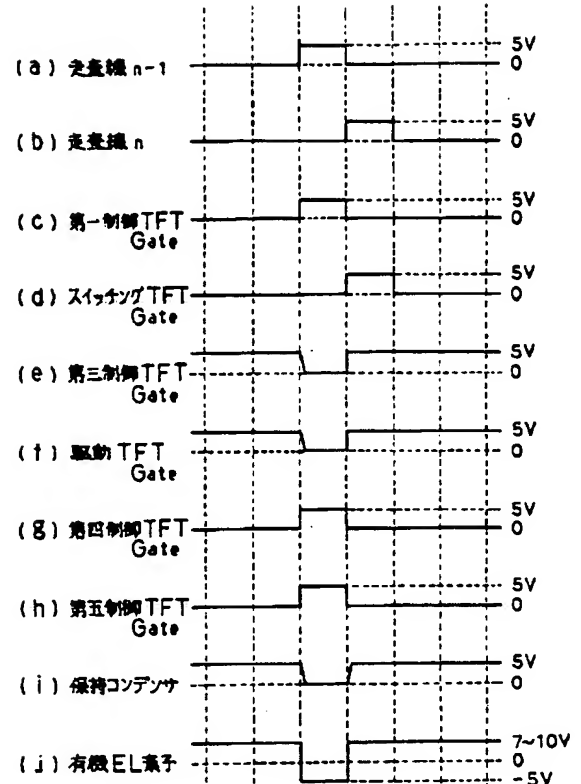 (a) 走査線 n-1
5V
0
(b) 走査線 n
5V
0
(c) 第一制御TFT
Gate
5V
0
(d) スイッチングTFT
Gate
5V
0
(e) 第三制御TFT
Gate
5V
0
(f) 駆動TFT
Gate
5V
0
(g) 第四制御TFT
Gate
5V
0
(h) 第五制御TFT
Gate
5V
0
(i) 保持コンデンサ
5V
0
(j) 有機EL素子
7~10V
0
-5V